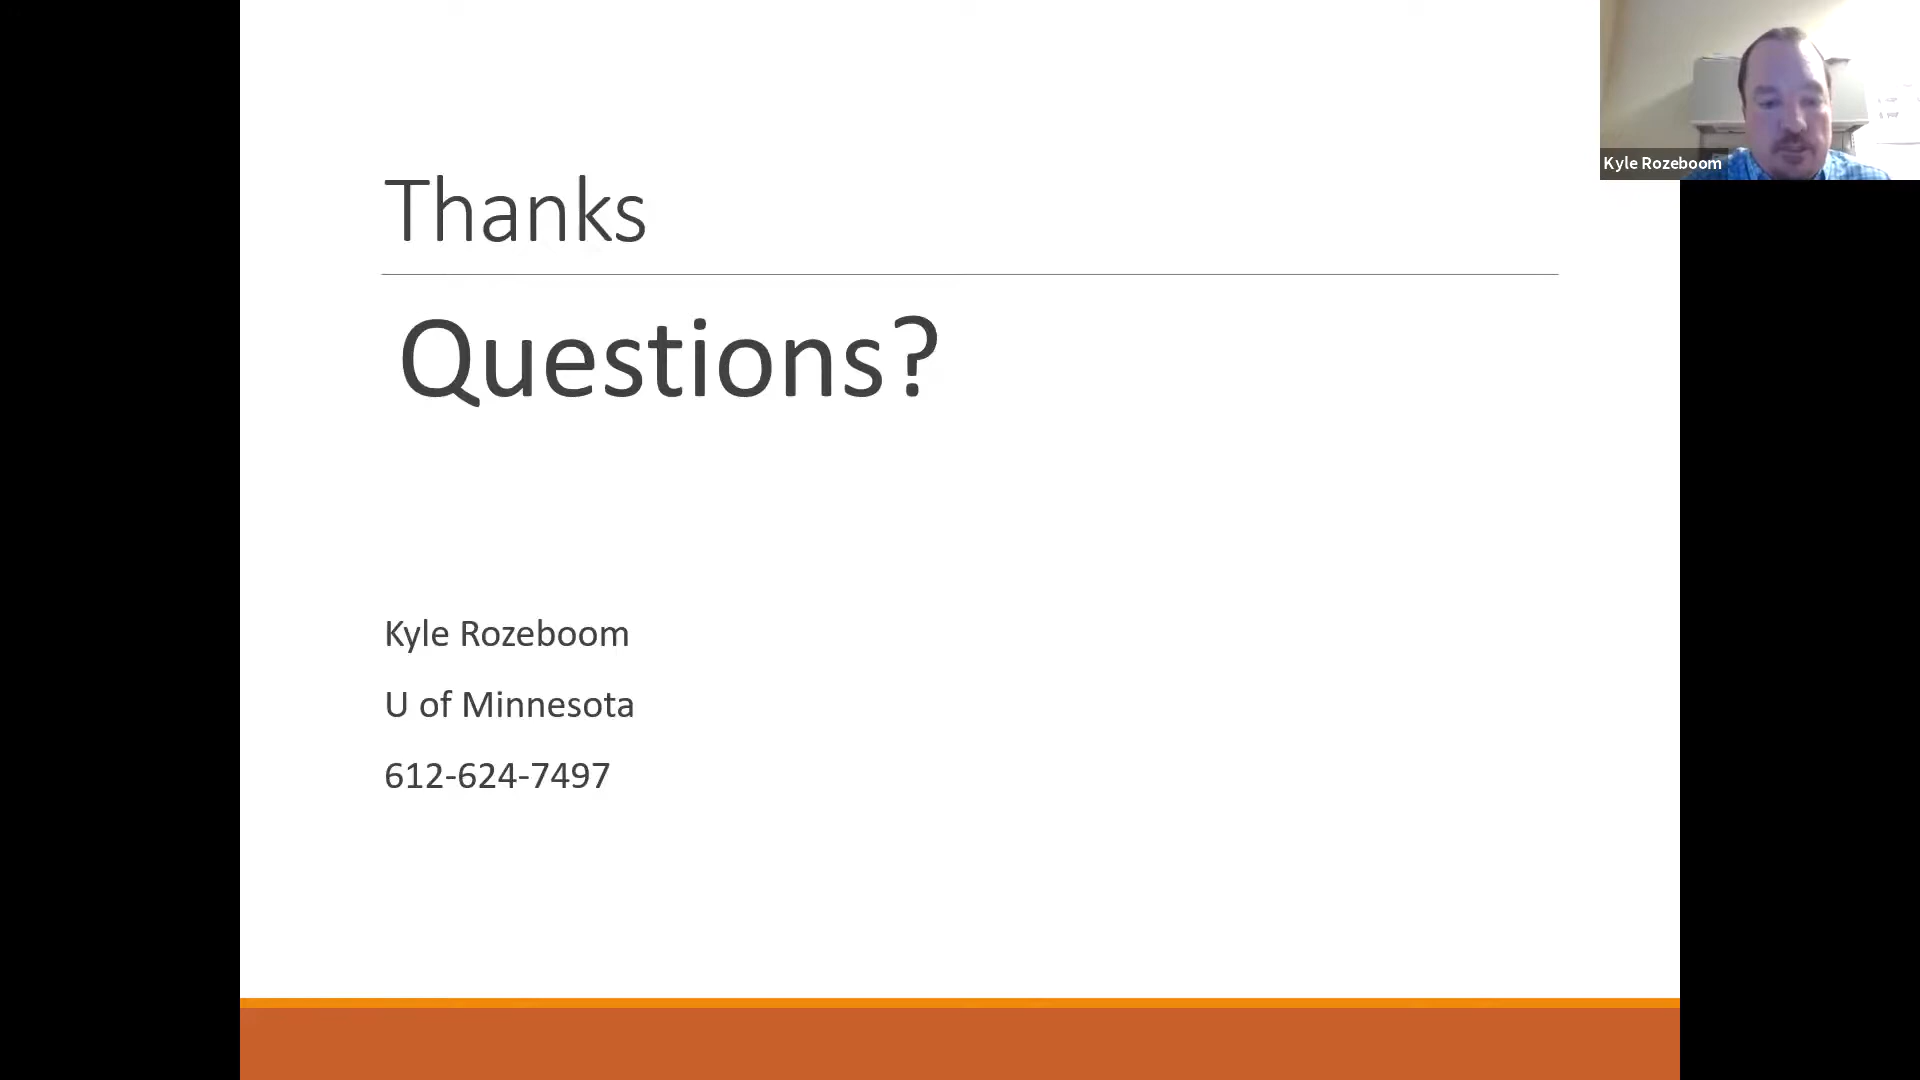 Thanks
Questions?
Kyle Rozeboom
U of Minnesota
612-624-7497
Kyle Rozeboom